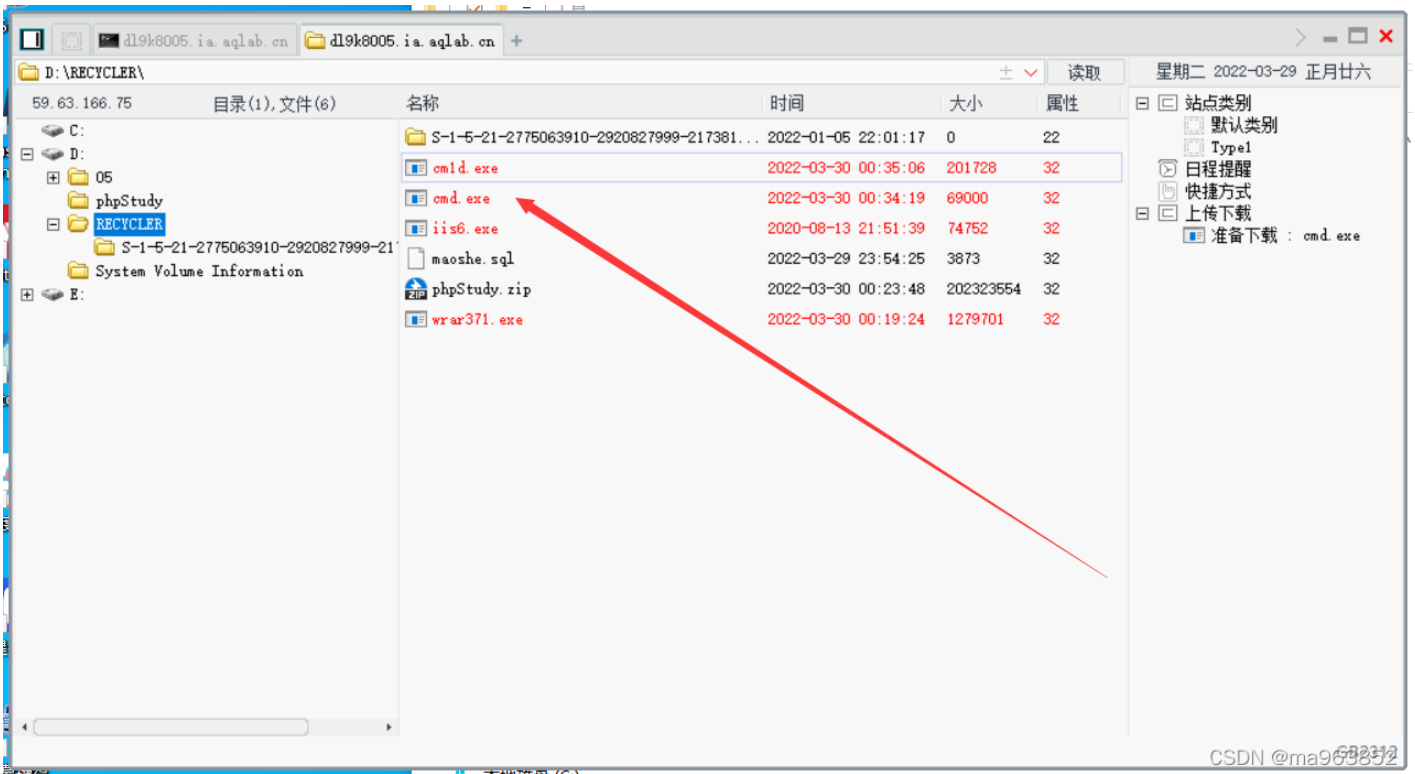 dl9k8005.ia.aqlab.cn dl9k8005.ia.aqlab.cn +
D:\RECYCLER\ 读取 星期二 2022-03-29 正月廿六
59.63.166.75 目录(1),文件(6) 名称 时间 大小 属性
C:
D:
05
phpStudy
RECYCLER
S-1-5-21-2775063910-2920827999-21
System Volume Information
E:
S-1-5-21-2775063910-2920827999-217381... 2022-01-05 22:01:17 0 22
cm1d.exe 2022-03-30 00:35:06 201728 32
cmd.exe 2022-03-30 00:34:19 69000 32
iis6.exe 2020-08-13 21:51:39 74752 32
maoshe.sql 2022-03-29 23:54:25 3873 32
phpStudy.zip 2022-03-30 00:23:48 202323554 32
wrar371.exe 2022-03-30 00:19:24 1279701 32
站点类别
默认类别
Type1
日程提醒
快捷方式
上传下载
准备下载 : cmd.exe
GB2312
CSDN @ma963852